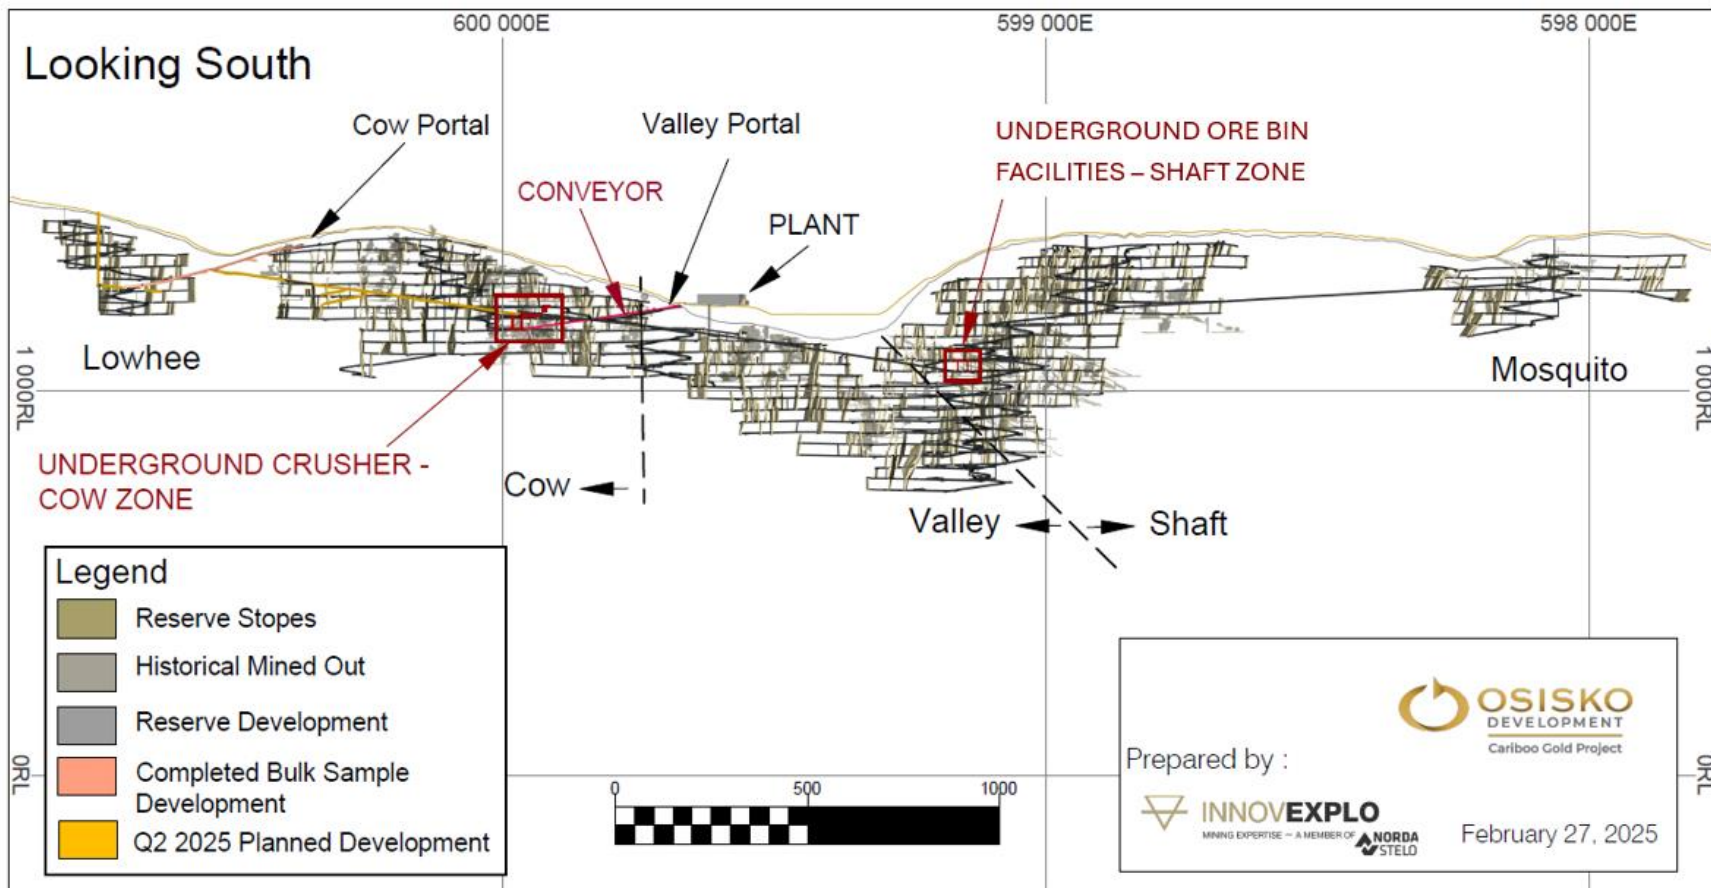 600 000E
599 000E
598 000E
Looking South
Cow Portal
Valley Portal
UNDERGROUND ORE BIN
FACILITIES – SHAFT ZONE
CONVEYOR
PLANT
Lowhee
Mosquito
1 000RL
1 000RL
UNDERGROUND CRUSHER -
COW ZONE
Cow
Valley
Shaft
Legend
Reserve Stopes
Historical Mined Out
Reserve Development
Completed Bulk Sample
Development
Q2 2025 Planned Development
0RL
0RL
0
500
1000
OSISKO
DEVELOPMENT
Cariboo Gold Project
Prepared by :
INNOVEXPLO
MINING EXPERTISE – A MEMBER OF NORDA
STELO
February 27, 2025